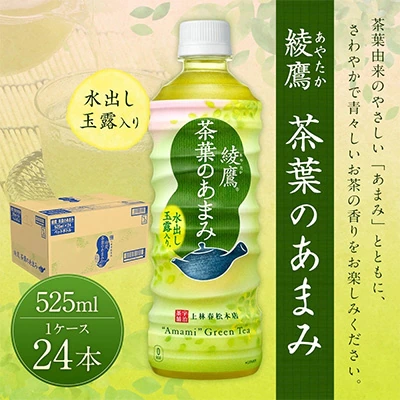 茶葉由来のやさしい「あまみ」とともに、
さわやかで青々しいお茶の香りをお楽しみください。
あやたか
綾鷹 茶葉のあまみ
水出し
玉露入り
綾鷹
茶葉のあまみ
水出し
玉露入り
上林春松本店
"Amami" Green Tea
525ml
1ケース
24本